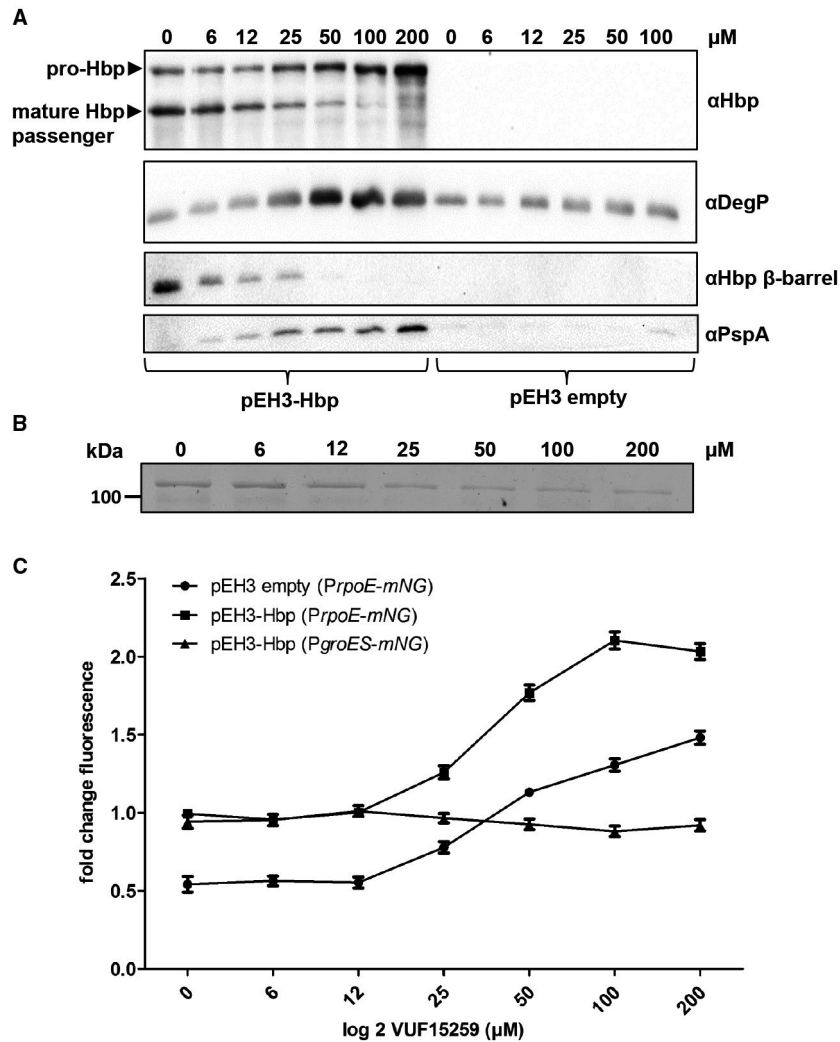 A
0 6 12 25 50 100 200 0 6 12 25 50 100 µM
pro-Hbp
mature Hbp
passenger
αHbp
αDegP
αHbp β-barrel
αPspA
pEH3-Hbp
pEH3 empty
B
kDa 0 6 12 25 50 100 200 µM
100
C
2.5
2.0
1.5
1.0
0.5
0.0
fold change fluorescence
pEH3 empty (PrpoE-mNG)
pEH3-Hbp (PrpoE-mNG)
pEH3-Hbp (PgroES-mNG)
0 6 12 25 50 100 200
log 2 VUF15259 (µM)